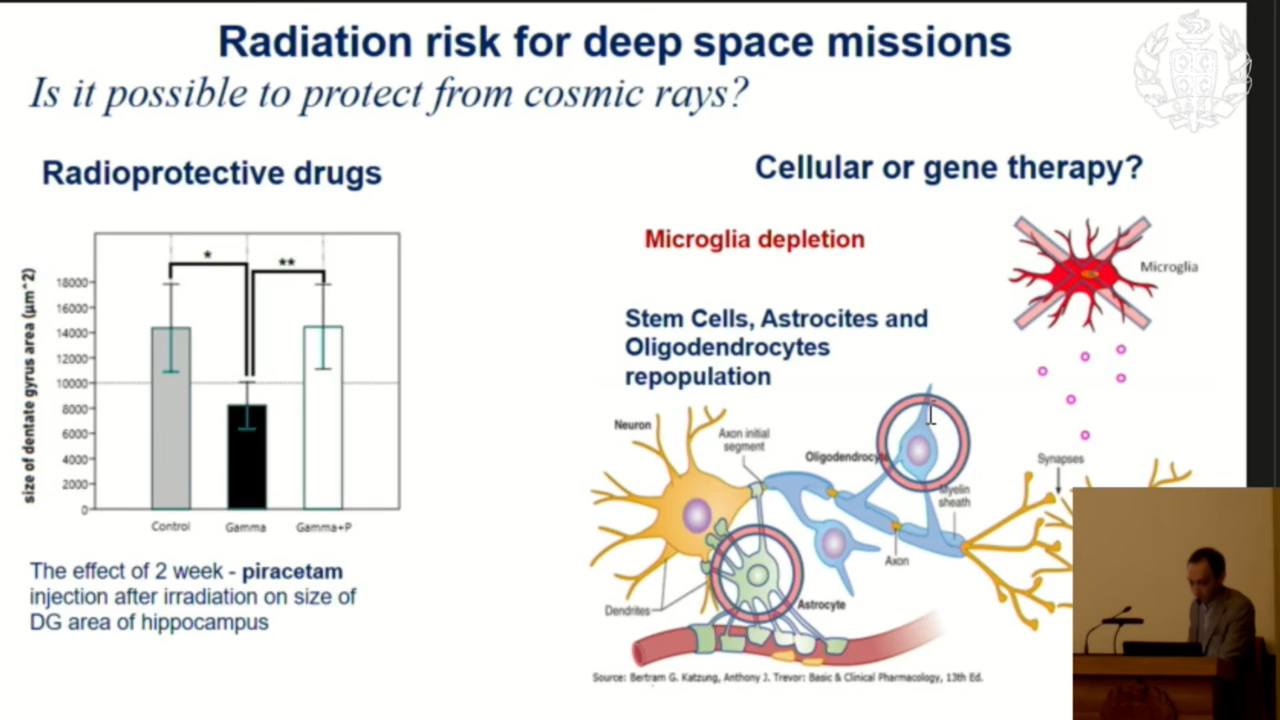 Radiation risk for deep space missions
Is it possible to protect from cosmic rays?
Radioprotective drugs
size of dentate gyrus area (μm^2)
18000
16000
14000
12000
10000
8000
6000
4000
2000
0
*
**
Control
Gamma
Gamma+P
The effect of 2 week - piracetam
injection after irradiation on size of
DG area of hippocampus
Cellular or gene therapy?
Microglia depletion
Microglia
Stem Cells, Astrocites and
Oligodendrocytes
repopulation
Neuron
Axon initial
segment
Oligodendrocyte
Synapses
Myelin
sheath
Axon
Dendrites
Astrocyte
Source: Bertram G. Katzung, Anthony J. Trevor: Basic & Clinical Pharmacology, 13th Ed.